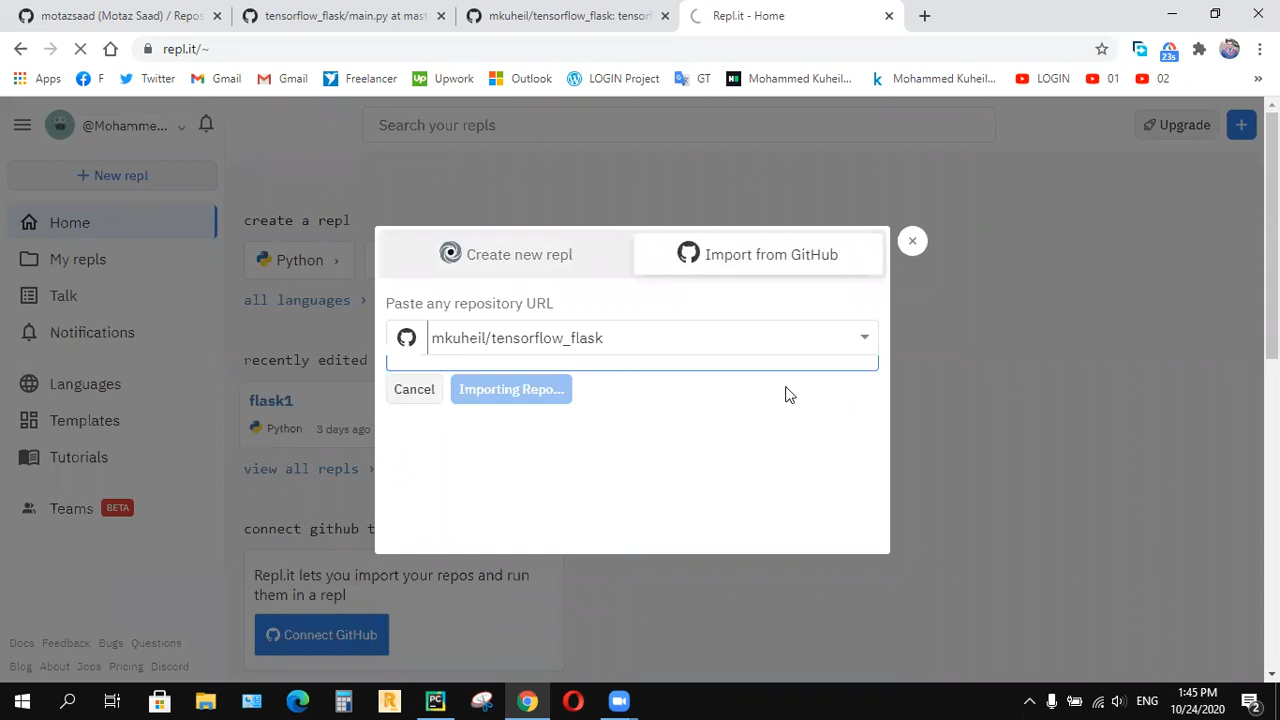 motazsaad (Motaz Saad) / Repos
tensorflow_flask/main.py at mast
mkuheil/tensorflow_flask: tensorf
Repl.it - Home
repl.it/~
23s
Apps
F
Twitter
Gmail
Gmail
Freelancer
Upwork
Outlook
LOGIN Project
GT
Mohammed Kuheil...
Mohammed Kuheil...
LOGIN
01
02
»
@Mohamme...
Search your repls
Upgrade
+ New repl
Home
create a repl
Create new repl
Import from GitHub
My repls
Python ›
Paste any repository URL
Talk
all languages ›
mkuheil/tensorflow_flask
Notifications
recently edited
Languages
Cancel
Importing Repo...
flask1
Templates
Python
3 days ago
Tutorials
view all repls ›
Teams BETA
connect github t
Repl.it lets you import your repos and run
them in a repl
Connect GitHub
Docs Feedback Bugs Questions
Blog About Jobs Pricing Discord
ENG
1:45 PM
10/24/2020
2